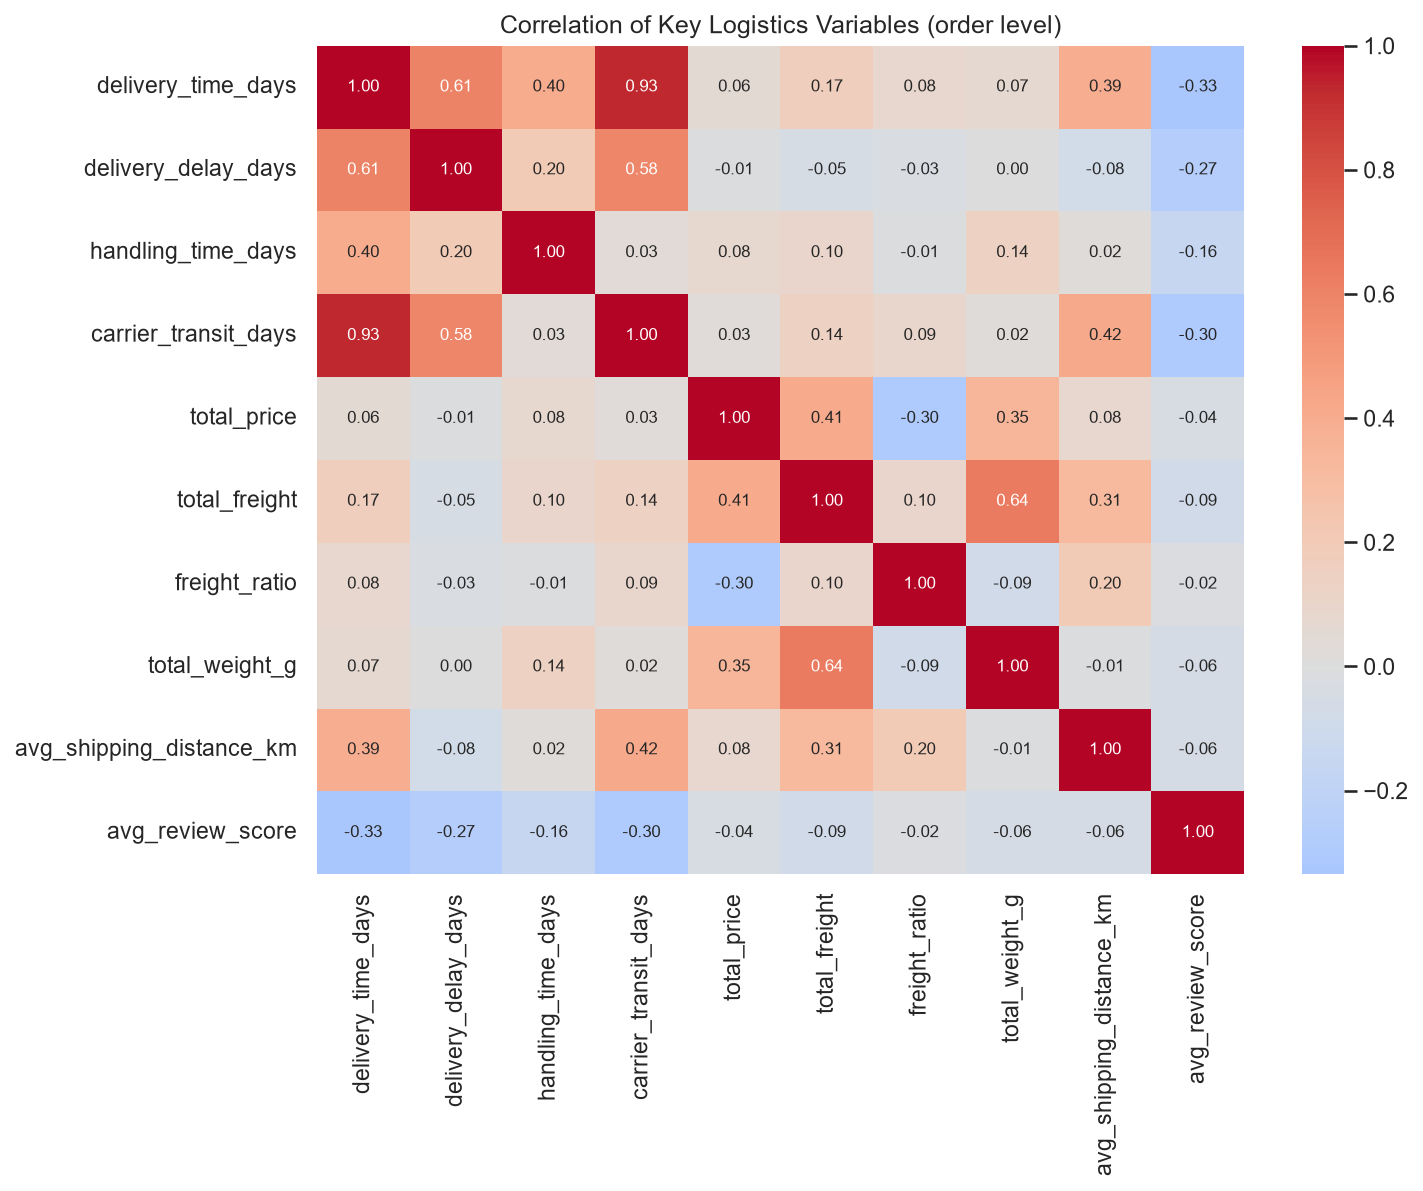 Correlation of Key Logistics Variables (order level)
delivery_time_days 1.00 0.61 0.40 0.93 0.06 0.17 0.08 0.07 0.39 -0.33
delivery_delay_days 0.61 1.00 0.20 0.58 -0.01 -0.05 -0.03 0.00 -0.08 -0.27
handling_time_days 0.40 0.20 1.00 0.03 0.08 0.10 -0.01 0.14 0.02 -0.16
carrier_transit_days 0.93 0.58 0.03 1.00 0.03 0.14 0.09 0.02 0.42 -0.30
total_price 0.06 -0.01 0.08 0.03 1.00 0.41 -0.30 0.35 0.08 -0.04
total_freight 0.17 -0.05 0.10 0.14 0.41 1.00 0.10 0.64 0.31 -0.09
freight_ratio 0.08 -0.03 -0.01 0.09 -0.30 0.10 1.00 -0.09 0.20 -0.02
total_weight_g 0.07 0.00 0.14 0.02 0.35 0.64 -0.09 1.00 -0.01 -0.06
avg_shipping_distance_km 0.39 -0.08 0.02 0.42 0.08 0.31 0.20 -0.01 1.00 -0.06
avg_review_score -0.33 -0.27 -0.16 -0.30 -0.04 -0.09 -0.02 -0.06 -0.06 1.00
delivery_time_days
delivery_delay_days
handling_time_days
carrier_transit_days
total_price
total_freight
freight_ratio
total_weight_g
avg_shipping_distance_km
avg_review_score
1.0
0.8
0.6
0.4
0.2
0.0
−0.2